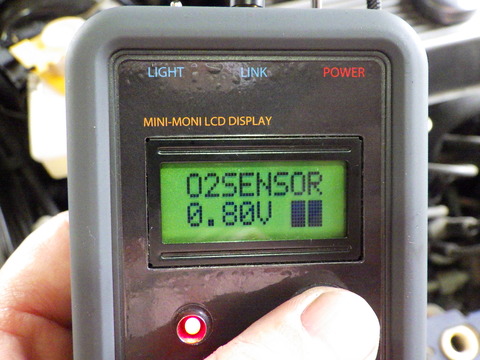 LIGHT LINK POWER
MINI-MONI LCD DISPLAY
O2SENSOR
0.80V